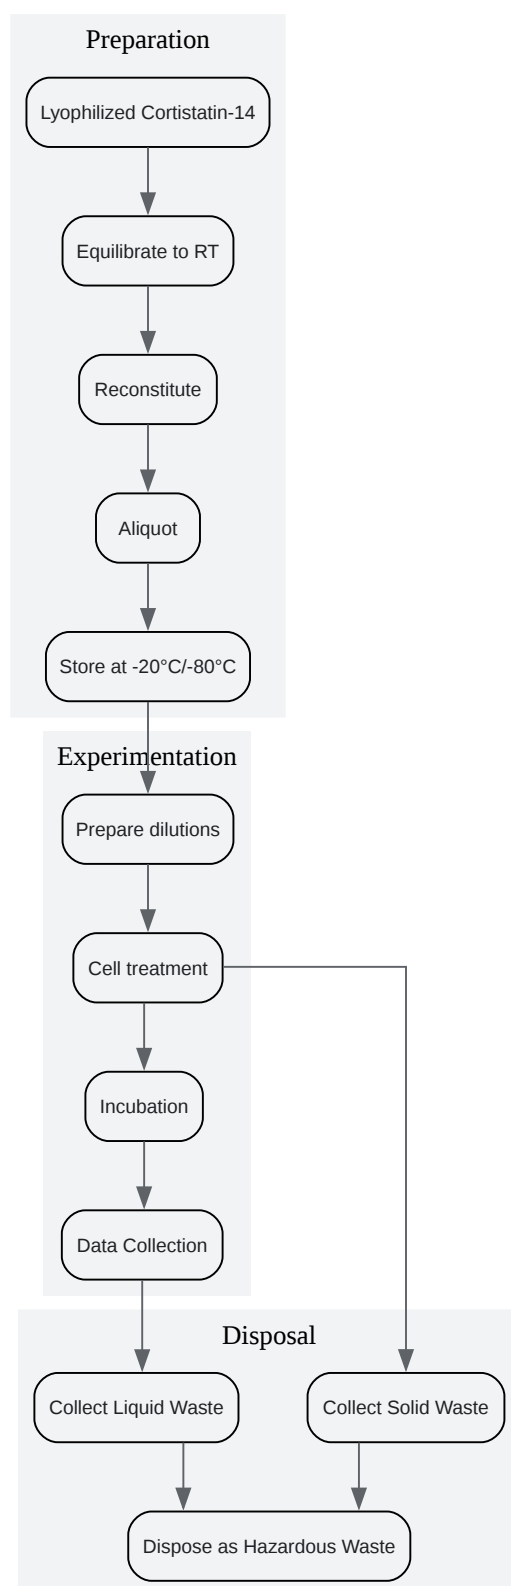 Preparation
Lyophilized Cortistatin-14
Equilibrate to RT
Reconstitute
Aliquot
Store at -20°C/-80°C
Experimentation
Prepare dilutions
Cell treatment
Incubation
Data Collection
Disposal
Collect Liquid Waste
Collect Solid Waste
Dispose as Hazardous Waste